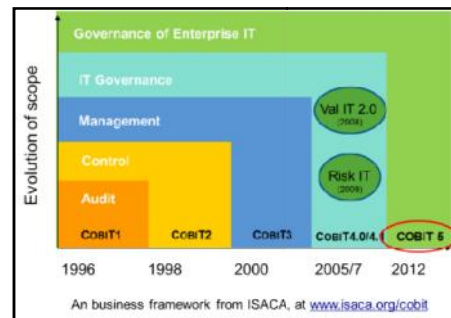 Evolution of scope
Governance of Enterprise IT
IT Governance
Management
Control
Audit
Val IT 2.0
(2008)
Risk IT
(2009)
COBIT1
COBIT2
COBIT3
COBIT4.0/4.1
COBIT 5
1996
1998
2000
2005/7
2012
An business framework from ISACA, at www.isaca.org/cobit